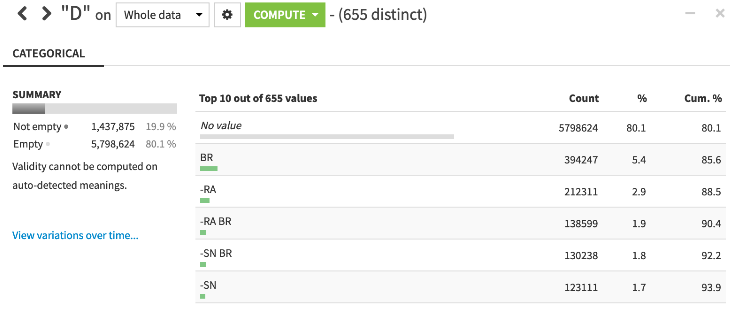 "D" on Whole data COMPUTE - (655 distinct)
CATEGORICAL
SUMMARY
Not empty 1,437,875 19.9 %
Empty 5,798,624 80.1 %
Validity cannot be computed on
auto-detected meanings.
View variations over time...
Top 10 out of 655 values Count % Cum. %
No value 5798624 80.1 80.1
BR 394247 5.4 85.6
-RA 212311 2.9 88.5
-RA BR 138599 1.9 90.4
-SN BR 130238 1.8 92.2
-SN 123111 1.7 93.9